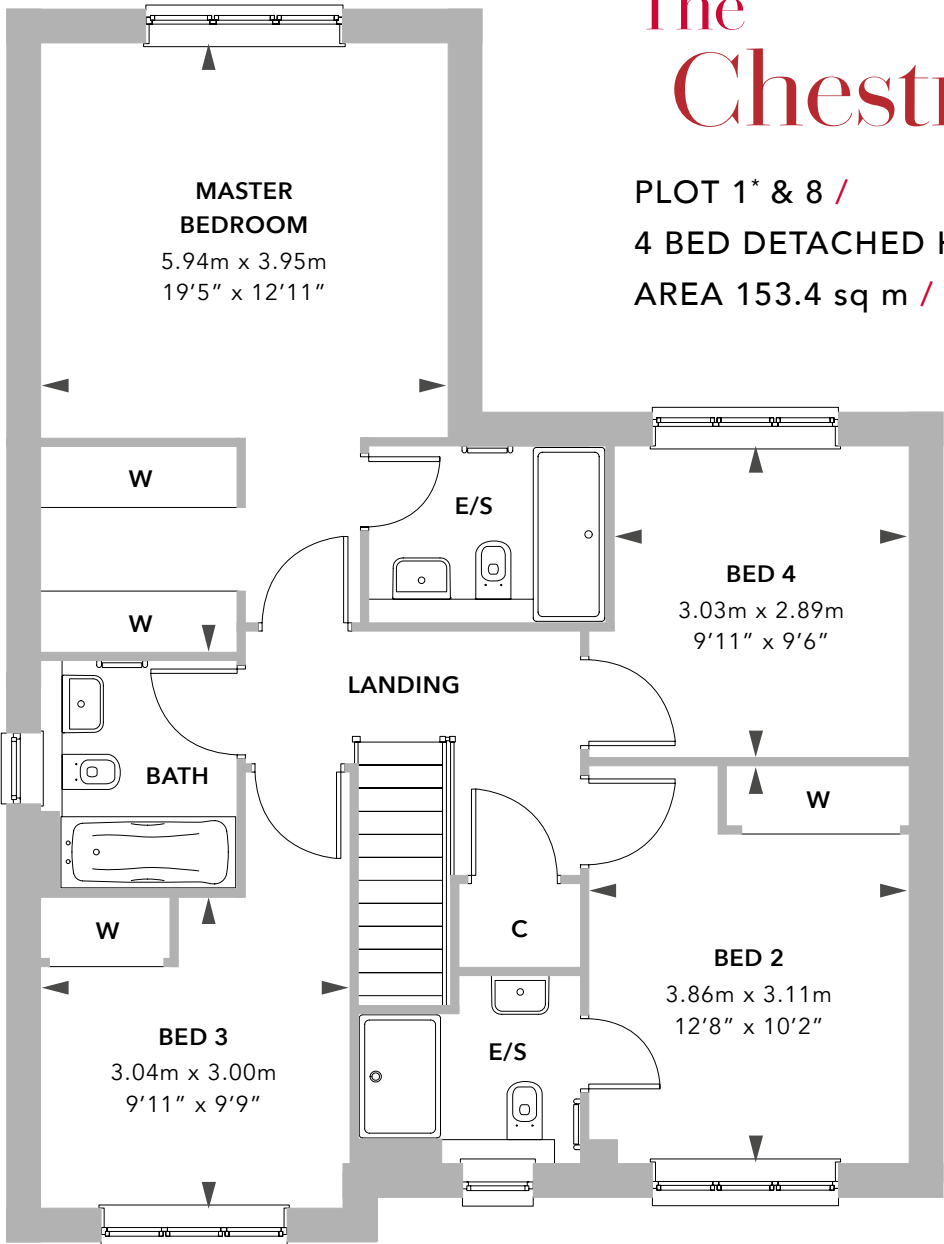 The
Chestn
PLOT 1* & 8 /
4 BED DETACHED H
AREA 153.4 sq m /
MASTER
BEDROOM
5.94m x 3.95m
19’5” x 12’11”
W
E/S
W
BED 4
3.03m x 2.89m
9’11” x 9’6”
LANDING
BATH
W
W
C
BED 2
3.86m x 3.11m
12’8” x 10’2”
BED 3
3.04m x 3.00m
9’11” x 9’9”
E/S